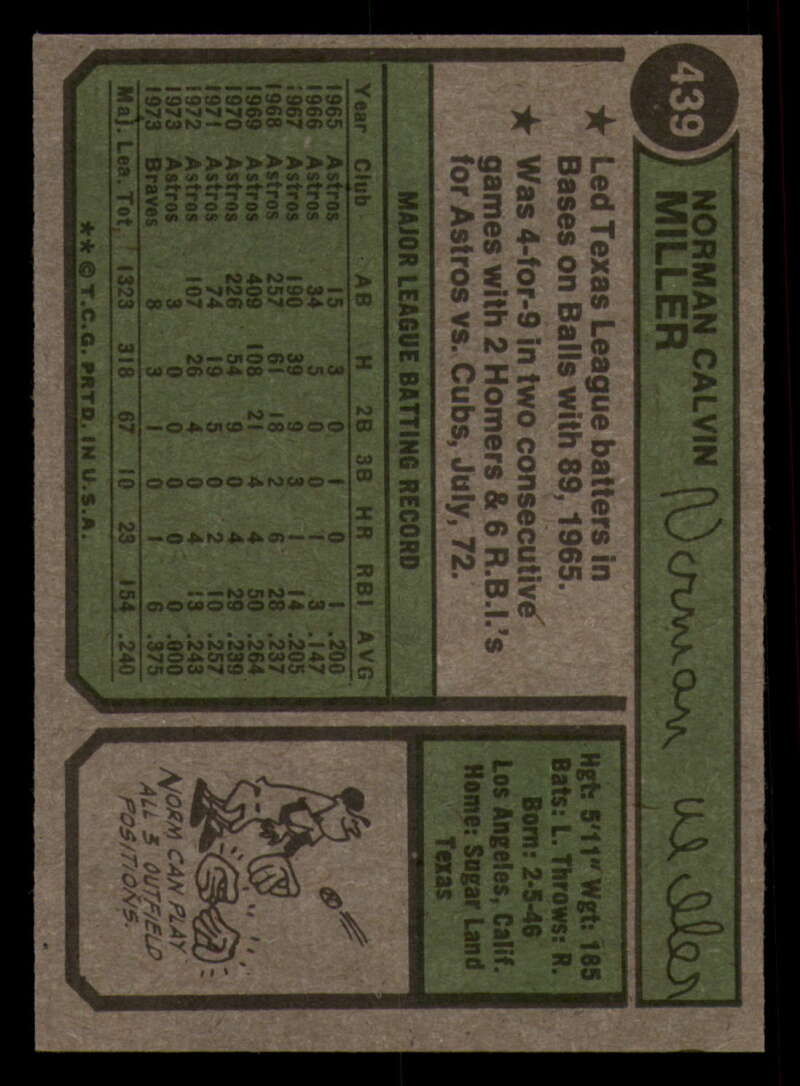 439
NORMAN CALVIN
MILLER
Norman Miller
★ Led Texas League batters in
Bases on Balls with 89, 1965.
★ Was 4-for-9 in two consecutive
games with 2 Homers & 6 R.B.I.'s
for Astros vs. Cubs, July, 72.
Hgt: 5'11" Wgt: 185
Bats: L. Throws: R.
Born: 2-5-46
Los Angeles, Calif.
Home: Sugar Land
Texas
MAJOR LEAGUE BATTING RECORD
Year Club AB H 2B 3B HR RBI AVG
1965 Astros 15 3 0 1 0 1 .200
1966 Astros 34 5 0 0 1 3 .147
1967 Astros 190 39 9 3 1 14 .205
1968 Astros 257 61 18 2 6 28 .237
1969 Astros 409 108 21 4 4 50 .264
1970 Astros 226 54 9 0 4 29 .239
1971 Astros 74 19 5 0 2 10 .257
1972 Astros 107 26 4 0 4 13 .243
1973 Astros 3 0 0 0 0 0 .000
1973 Braves 8 3 1 0 1 6 .375
Maj. Lea. Tot. 1323 318 67 10 23 154 .240
**© T.C.G. PRTD. IN U.S.A.
NORM CAN PLAY
ALL 3 OUTFIELD
POSITIONS.